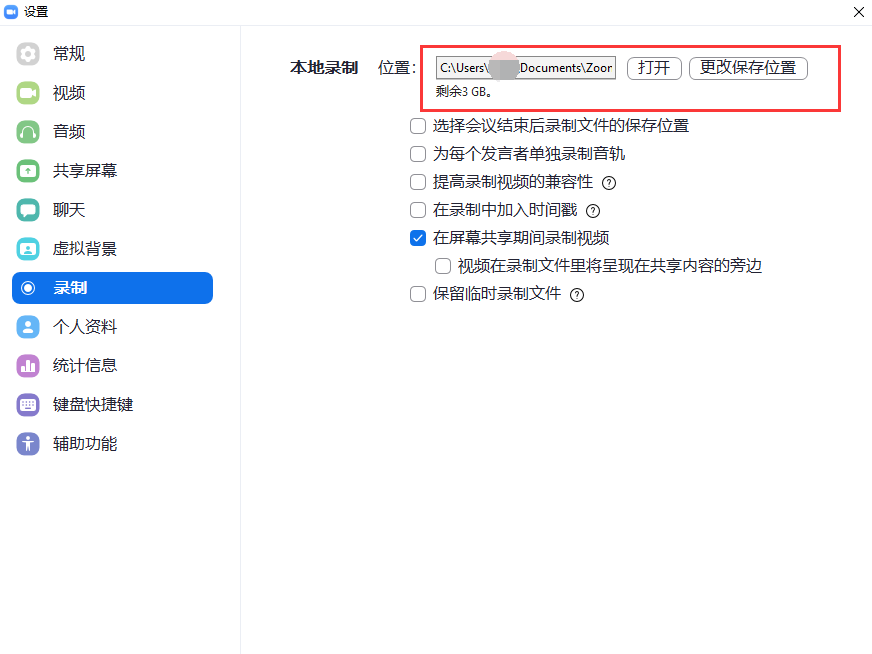 设置
常规
视频
音频
共享屏幕
聊天
虚拟背景
录制
个人资料
统计信息
键盘快捷键
辅助功能
本地录制 位置: C:\Users\ Documents\Zoor 打开 更改保存位置
剩余3 GB。
选择会议结束后录制文件的保存位置
为每个发言者单独录制音轨
提高录制视频的兼容性 ?
在录制中加入时间戳 ?
在屏幕共享期间录制视频
视频在录制文件里将呈现在共享内容的旁边
保留临时录制文件 ?